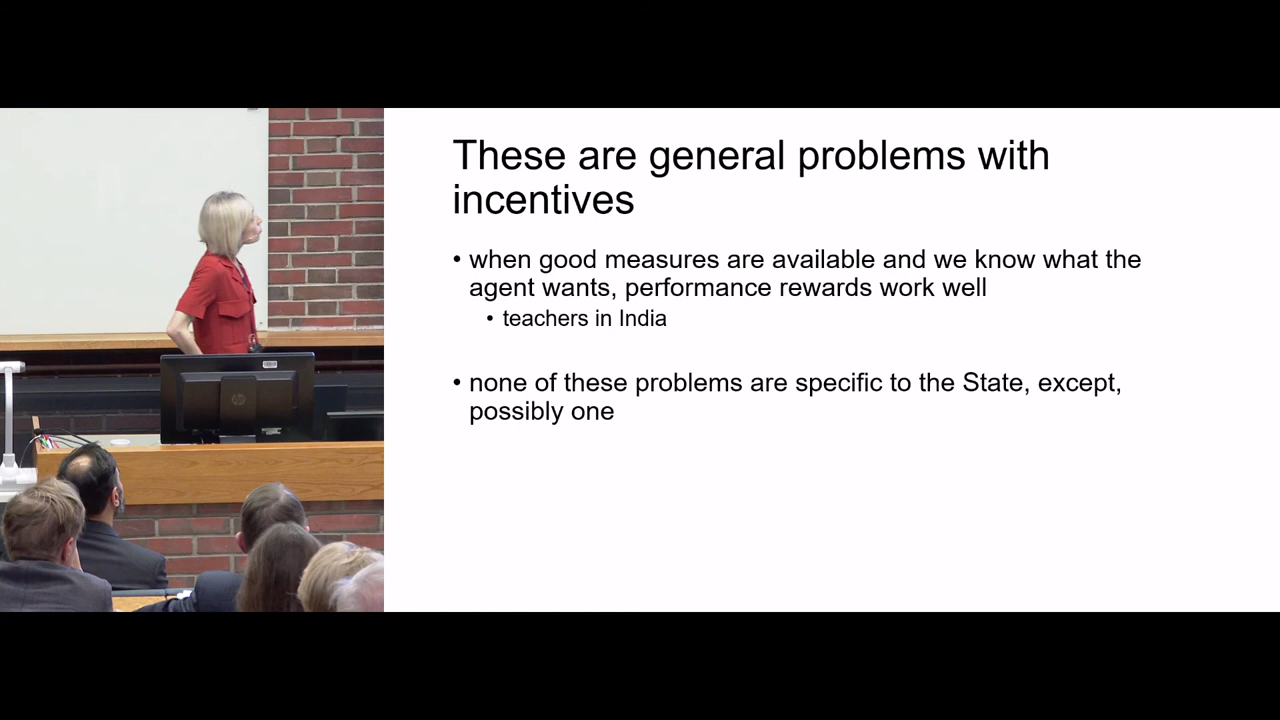 These are general problems with
incentives
• when good measures are available and we know what the
agent wants, performance rewards work well
• teachers in India
• none of these problems are specific to the State, except,
possibly one